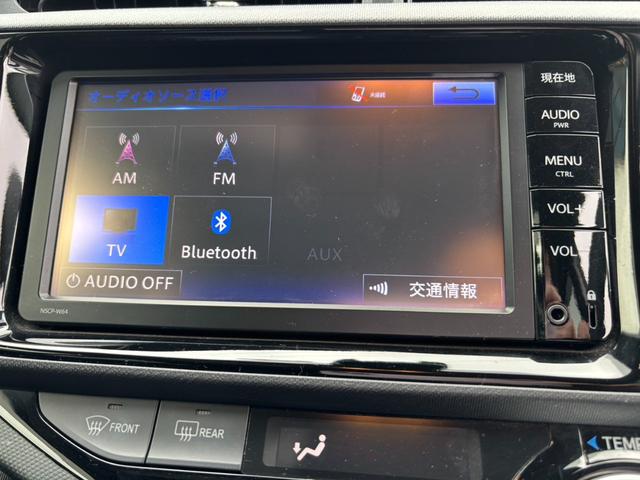 オーディオソース選択
未接続
現在地
AM
FM
AUDIO
PWR
MENU
CTRL
TV
Bluetooth
AUX
VOL+
VOL
AUDIO OFF
交通情報
NSCP-W64
FRONT
REAR
TEMP